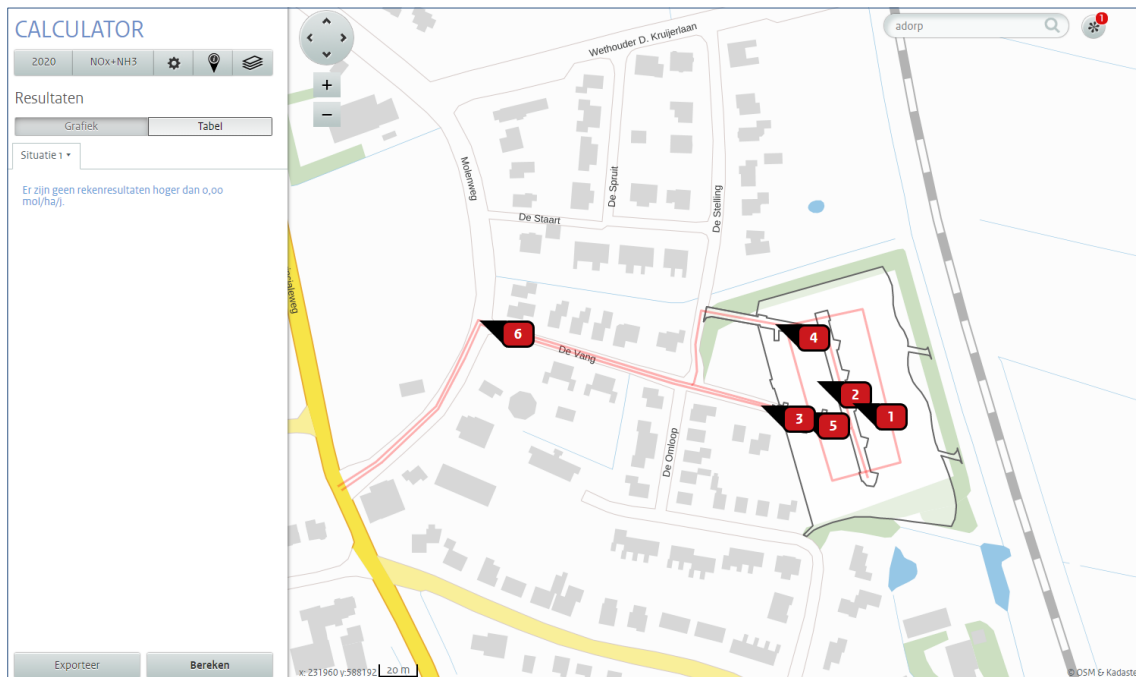 CALCULATOR
2020
NOx+NH3
Resultaten
Grafiek
Tabel
Situatie 1
Er zijn geen rekenresultaten hoger dan 0,00
mol/ha/j.
Exporteer
Bereken
adorp
1
Wethouder D. Kruijerlaan
Molenweg
De Spruit
De Stelling
De Staart
De Vang
De Omloop
6
4
2
1
3
5
x: 231960 y:588192
20 m
© OSM & Kadaste